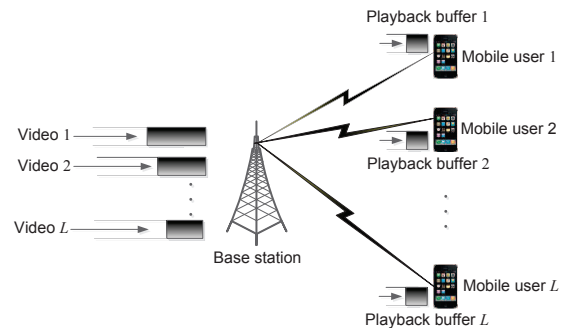 Playback buffer 1
Mobile user 1
Video 1
Video 2
Video L
Base station
Mobile user 2
Playback buffer 2
Mobile user L
Playback buffer L